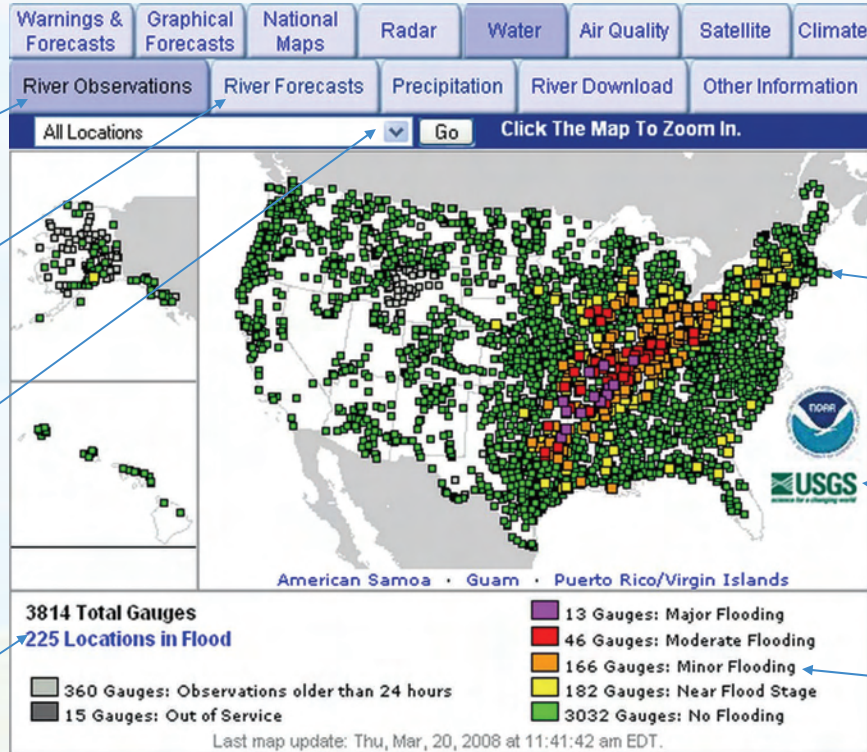 Warnings & Forecasts
Graphical Forecasts
National Maps
Radar
Water
Air Quality
Satellite
Climate
River Observations
River Forecasts
Precipitation
River Download
Other Information
All Locations
Go
Click The Map To Zoom In.
NOAA
USGS
science for a changing world
American Samoa · Guam · Puerto Rico/Virgin Islands
3814 Total Gauges
225 Locations in Flood
360 Gauges: Observations older than 24 hours
15 Gauges: Out of Service
13 Gauges: Major Flooding
46 Gauges: Moderate Flooding
166 Gauges: Minor Flooding
182 Gauges: Near Flood Stage
3032 Gauges: No Flooding
Last map update: Thu, Mar, 20, 2008 at 11:41:42 am EDT.